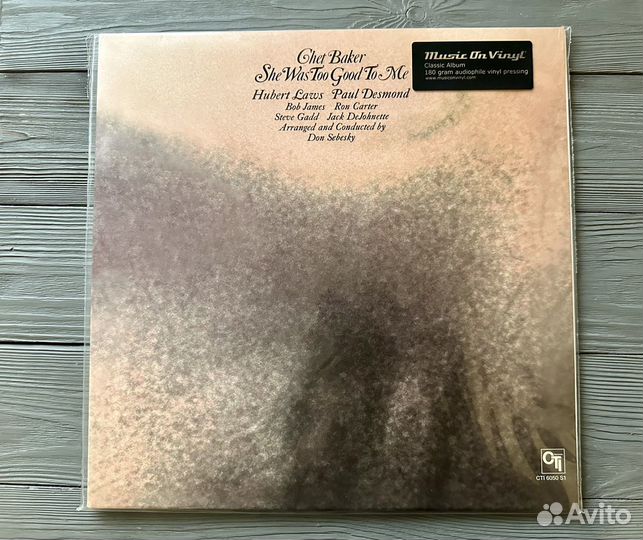 Chet Baker
She Was Too Good To Me
Hubert Laws Paul Desmond
Bob James Ron Carter
Steve Gadd Jack DeJohnette
Arranged and Conducted by
Don Sebesky
Music On Vinyl
Classic Album
180 gram audiophile vinyl pressing
www.musiconvinyl.com
CTI
CTI 6050 S1
Avito